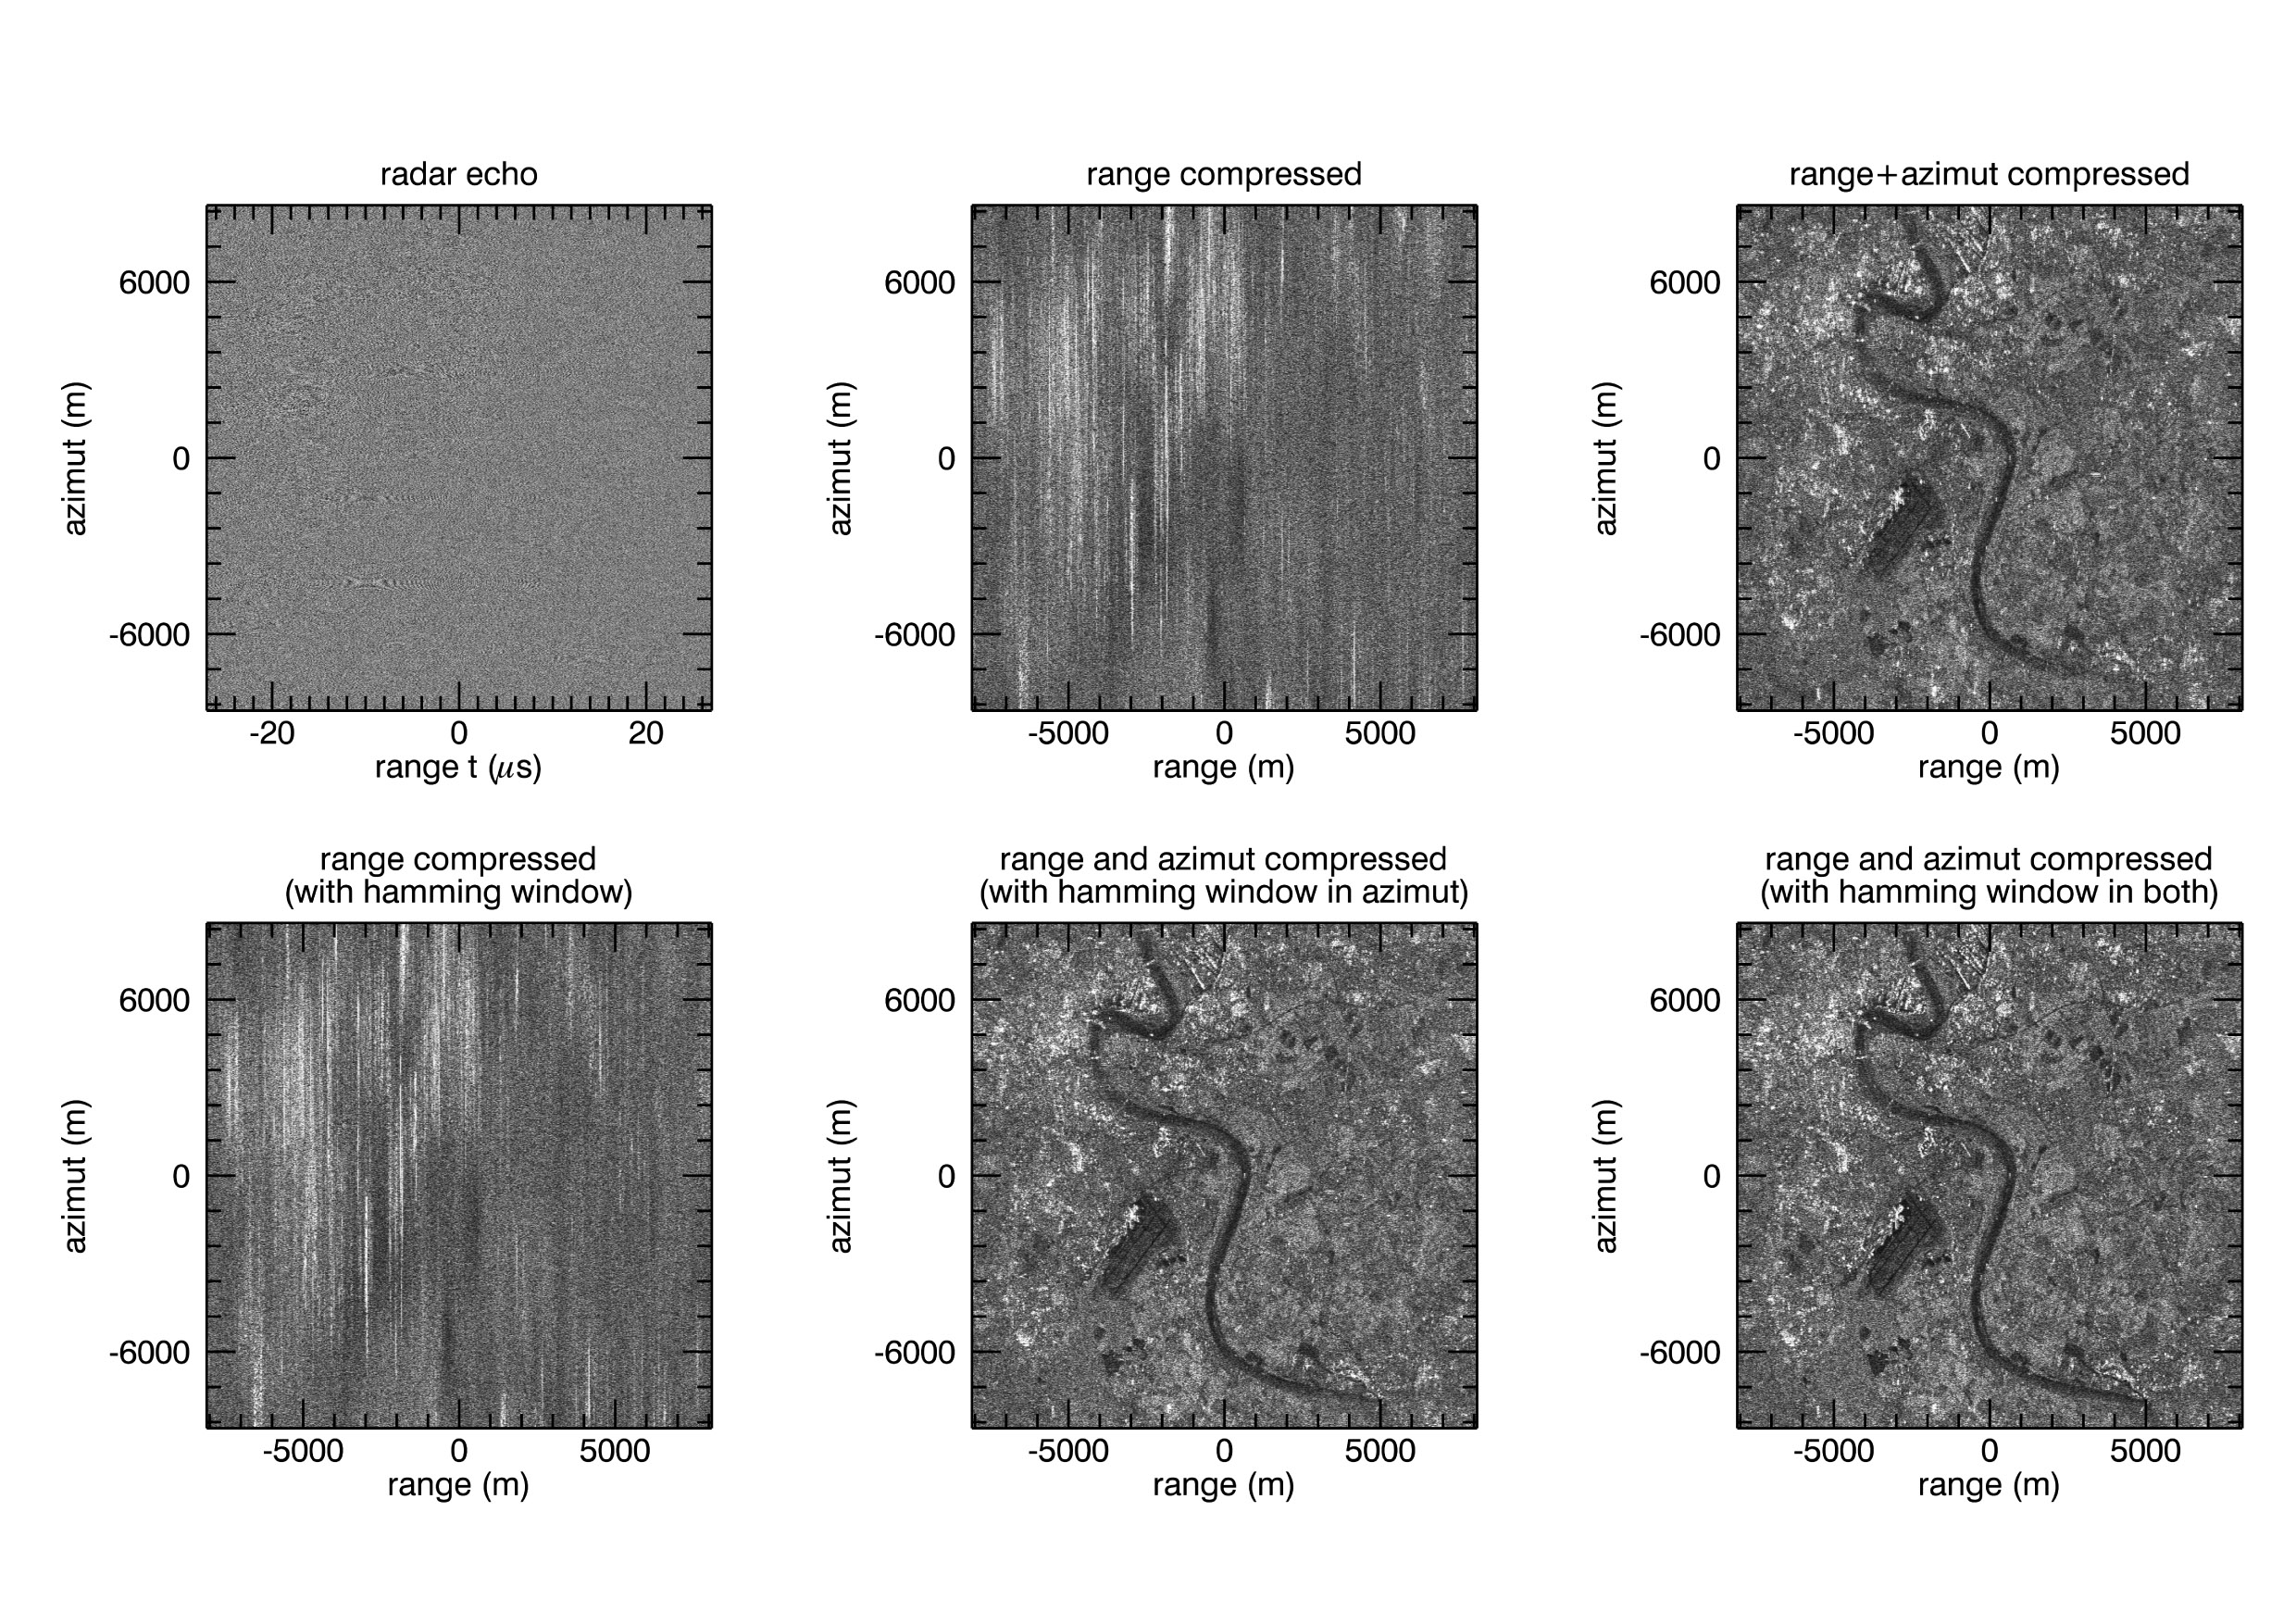 radar echo
6000
0
-6000
azimut (m)
-20 0 20
range t (μs)
range compressed
6000
0
-6000
azimut (m)
-5000 0 5000
range (m)
range+azimut compressed
6000
0
-6000
azimut (m)
-5000 0 5000
range (m)
range compressed
(with hamming window)
6000
0
-6000
azimut (m)
-5000 0 5000
range (m)
range and azimut compressed
(with hamming window in azimut)
6000
0
-6000
azimut (m)
-5000 0 5000
range (m)
range and azimut compressed
(with hamming window in both)
6000
0
-6000
azimut (m)
-5000 0 5000
range (m)